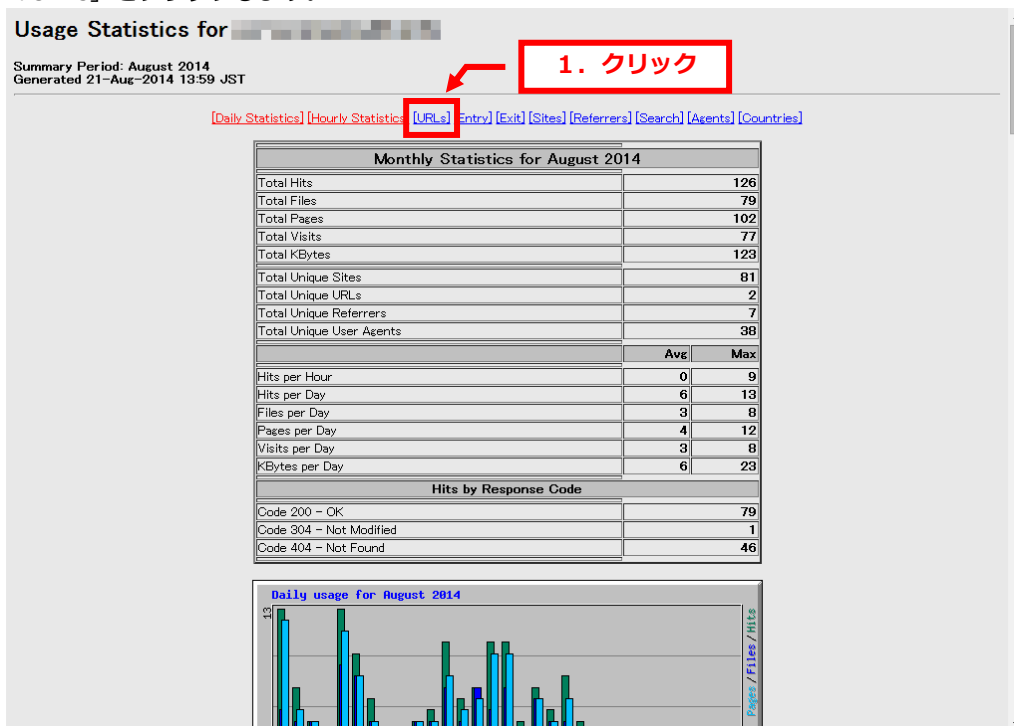 Usage Statistics for
Summary Period: August 2014
Generated 21-Aug-2014 13:59 JST
1．クリック
[Daily Statistics] [Hourly Statistics [URLs] Entry] [Exit] [Sites] [Referrers] [Search] [Agents] [Countries]
Monthly Statistics for August 2014
Total Hits 126
Total Files 79
Total Pages 102
Total Visits 77
Total KBytes 123
Total Unique Sites 81
Total Unique URLs 2
Total Unique Referrers 7
Total Unique User Agents 38
Avg Max
Hits per Hour 0 9
Hits per Day 6 13
Files per Day 3 8
Pages per Day 4 12
Visits per Day 3 8
KBytes per Day 6 23
Hits by Response Code
Code 200 - OK 79
Code 304 - Not Modified 1
Code 404 - Not Found 46
Daily usage for August 2014
13
Pages / Files / Hits